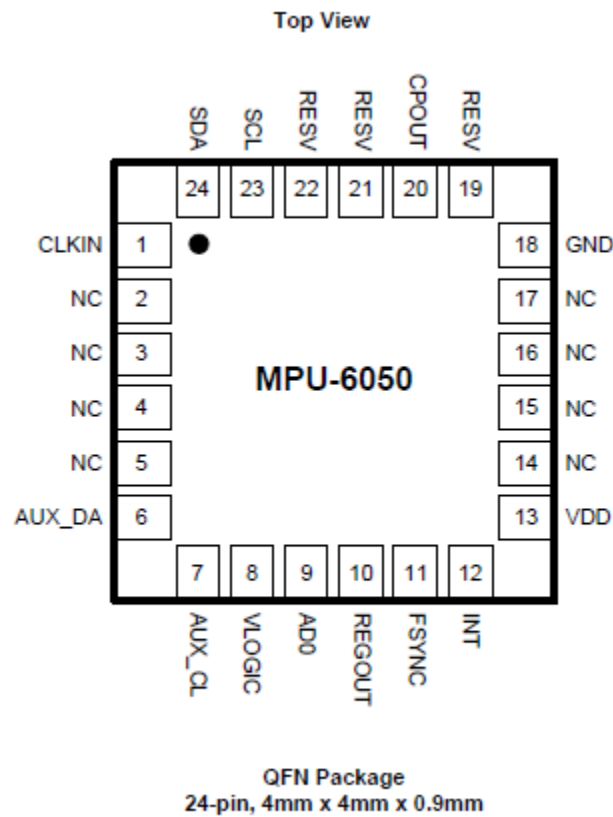 Top View
SDA
SCL
RESV
RESV
CPOUT
RESV
24 23 22 21 20 19
CLKIN 1 18 GND
NC 2 17 NC
NC 3 16 NC
MPU-6050
NC 4 15 NC
NC 5 14 NC
AUX_DA 6 13 VDD
7 8 9 10 11 12
AUX_CL
VLOGIC
AD0
REGOUT
FSYNC
INT
QFN Package
24-pin, 4mm x 4mm x 0.9mm